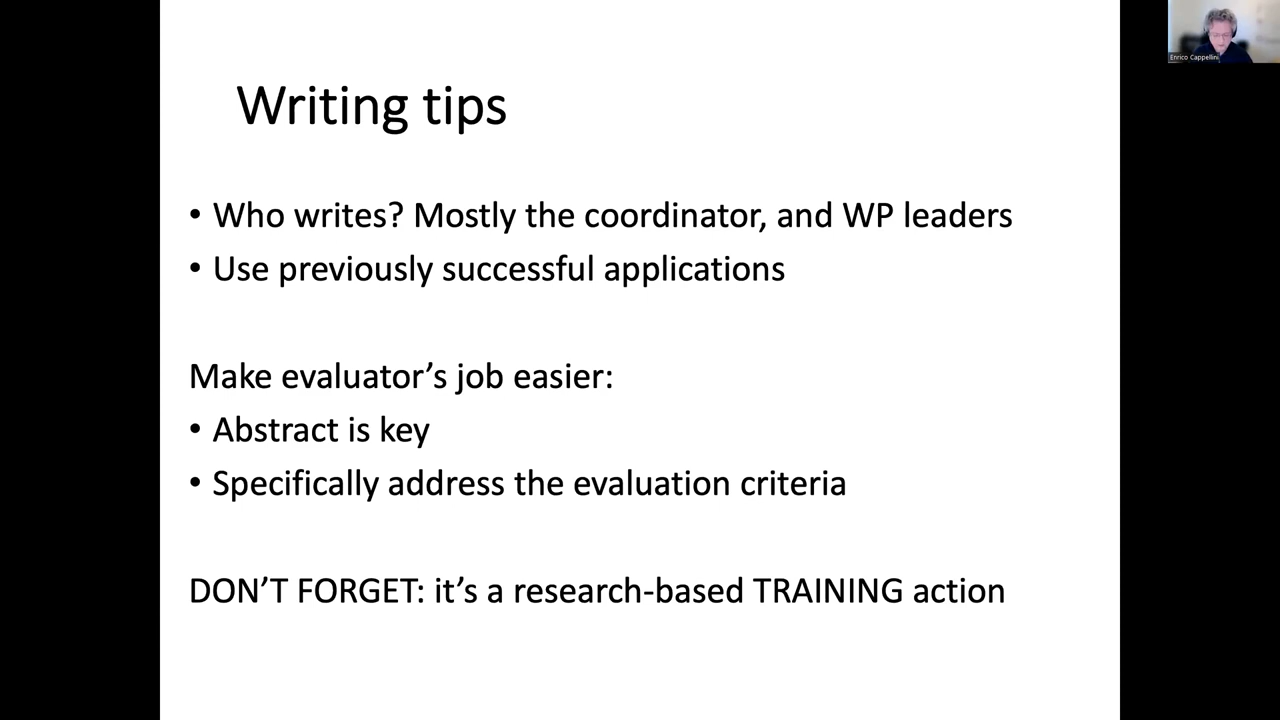 Writing tips
• Who writes? Mostly the coordinator, and WP leaders
• Use previously successful applications
Make evaluator’s job easier:
• Abstract is key
• Specifically address the evaluation criteria
DON’T FORGET: it’s a research-based TRAINING action
Enrico Cappellini